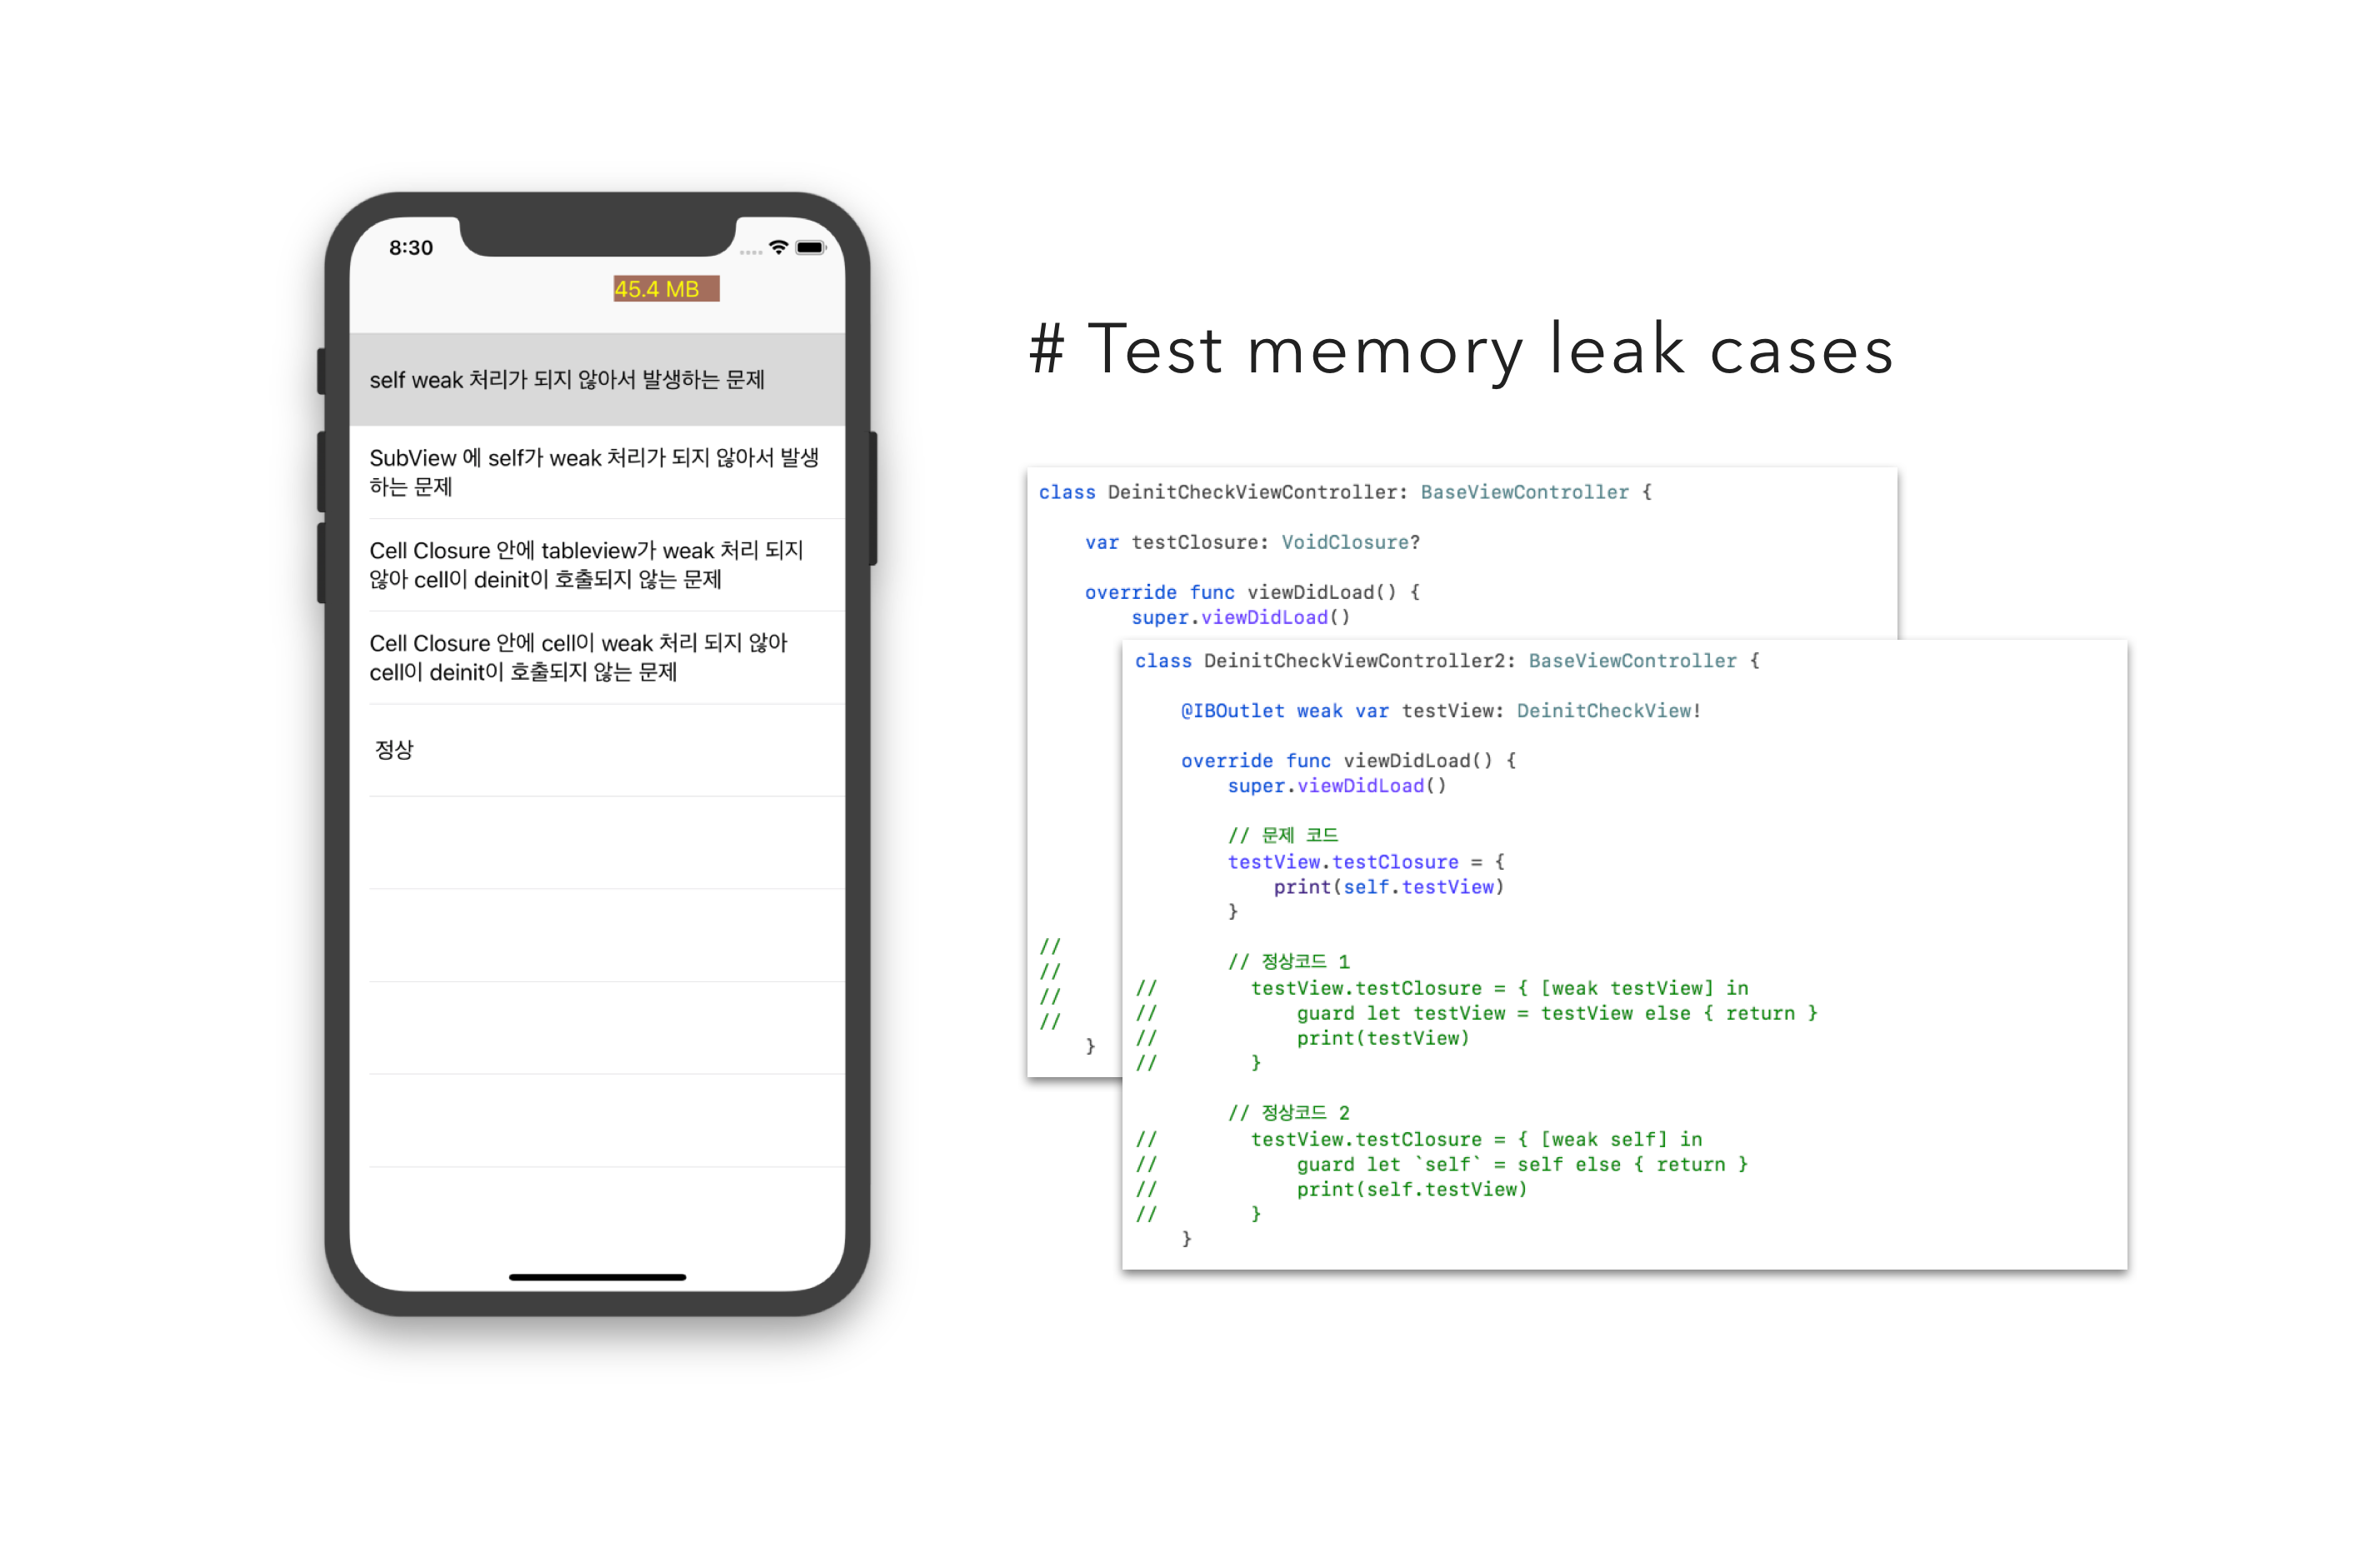 8:30
45.4 MB
self weak 처리가 되지 않아서 발생하는 문제
SubView 에 self가 weak 처리가 되지 않아서 발생
하는 문제
Cell Closure 안에 tableview가 weak 처리 되지
않아 cell이 deinit이 호출되지 않는 문제
Cell Closure 안에 cell이 weak 처리 되지 않아
cell이 deinit이 호출되지 않는 문제
정상
# Test memory leak cases
class DeinitCheckViewController: BaseViewController {
var testClosure: VoidClosure?
override func viewDidLoad() {
super.viewDidLoad()
//
//
//
//
}
class DeinitCheckViewController2: BaseViewController {
@IBOutlet weak var testView: DeinitCheckView!
override func viewDidLoad() {
super.viewDidLoad()
// 문제 코드
testView.testClosure = {
print(self.testView)
}
// 정상코드 1
// testView.testClosure = { [weak testView] in
// guard let testView = testView else { return }
// print(testView)
// }
// 정상코드 2
// testView.testClosure = { [weak self] in
// guard let `self` = self else { return }
// print(self.testView)
// }
}